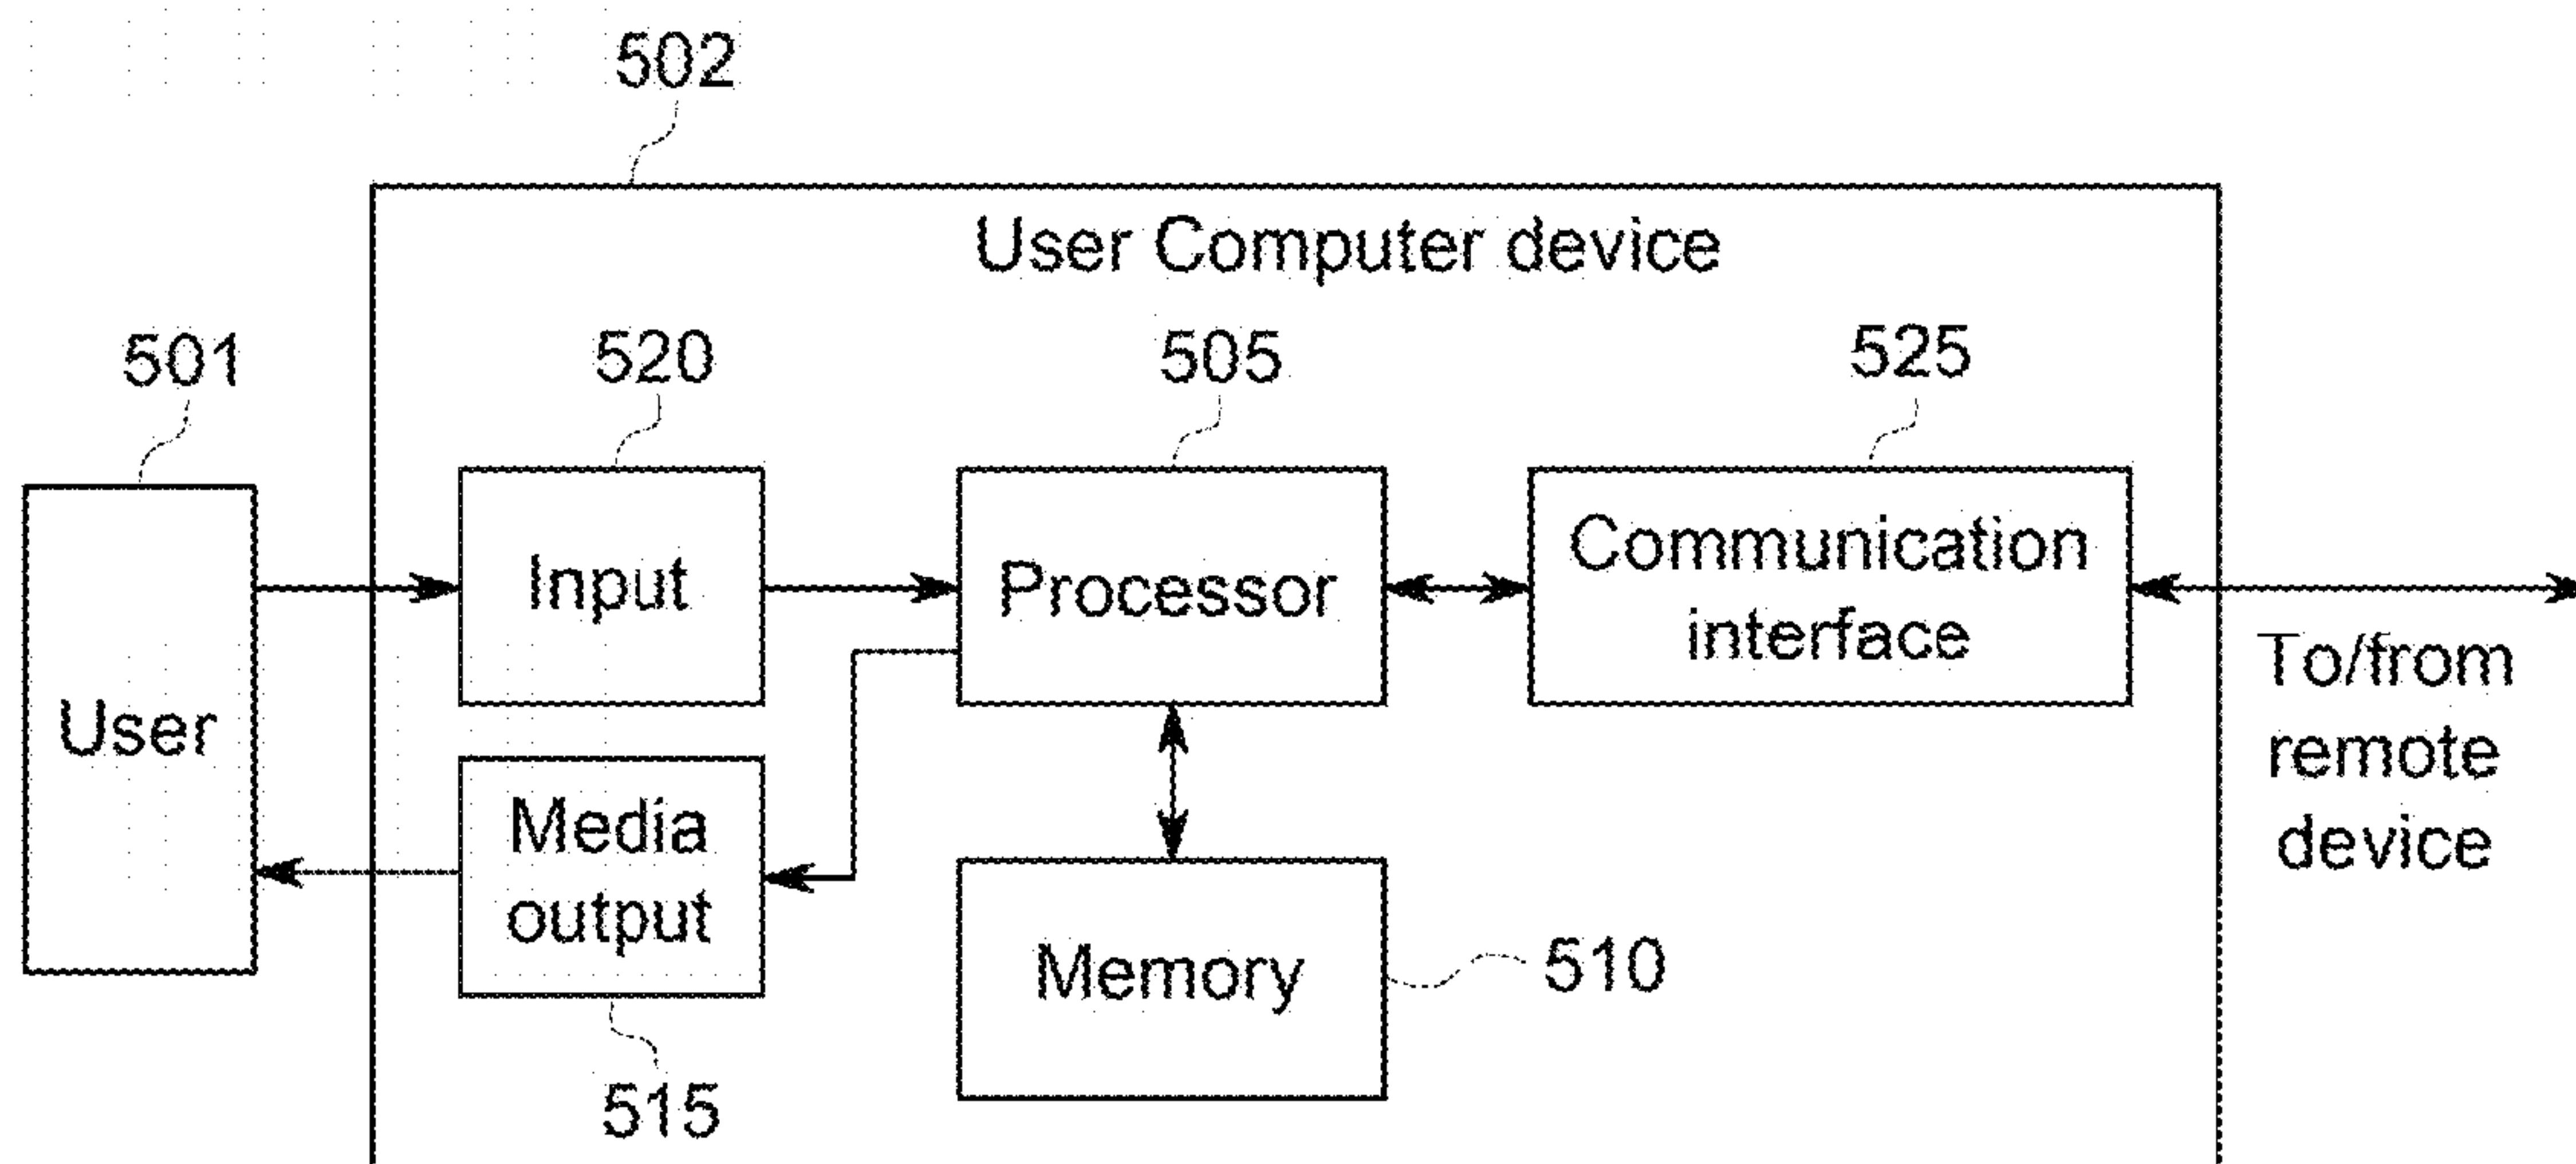 502
User Computer device
501
520
505
525
User
Input
Processor
Communication
interface
To/from
remote
device
Media
output
Memory
510
515